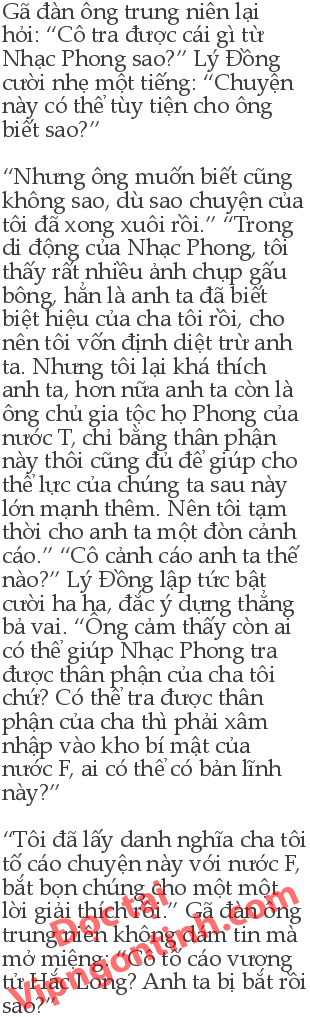 Gã đàn ông trung niên lại
hỏi: “Cô tra được cái gì từ
Nhạc Phong sao?” Lý Đồng
cười nhẹ một tiếng: “Chuyện
này có thể tùy tiện cho ông
biết sao?”
“Nhưng ông muốn biết cũng
không sao, dù sao chuyện của
tôi đã xong xuôi rồi.” “Trong
di động của Nhạc Phong, tôi
thấy rất nhiều ảnh chụp gấu
bông, hẳn là anh ta đã biết
biệt hiệu của cha tôi rồi, cho
nên tôi vốn định diệt trừ anh
ta. Nhưng tôi lại khá thích
anh ta, hơn nữa anh ta còn là
ông chủ gia tộc họ Phong của
nước T, chỉ bằng thân phận
này thôi cũng đủ để giúp cho
thế lực của chúng ta sau này
lớn mạnh thêm. Nên tôi tạm
thời cho anh ta một đòn cảnh
cáo.” “Cô cảnh cáo anh ta thế
nào?” Lý Đồng lập tức bật
cười ha ha, đắc ý dựng thẳng
bả vai. “Ông cảm thấy còn ai
có thể giúp Nhạc Phong tra
được thân phận của cha tôi
chứ? Có thể tra được thân
phận của cha thì phải xâm
nhập vào kho bí mật của
nước F, ai có thể có bản lĩnh
này?”
“Tôi đã lấy danh nghĩa cha tôi
tố cáo chuyện này với nước F,
bắt bọn chúng cho một một
lời giải thích rồi.” Gã đàn ông
trung niên không dám tin mà
mở miệng: “Cô tố cáo vương
tử Hắc Long? Anh ta bị bắt rồi
sao?”
Đọc tại
Vipngontinh.com